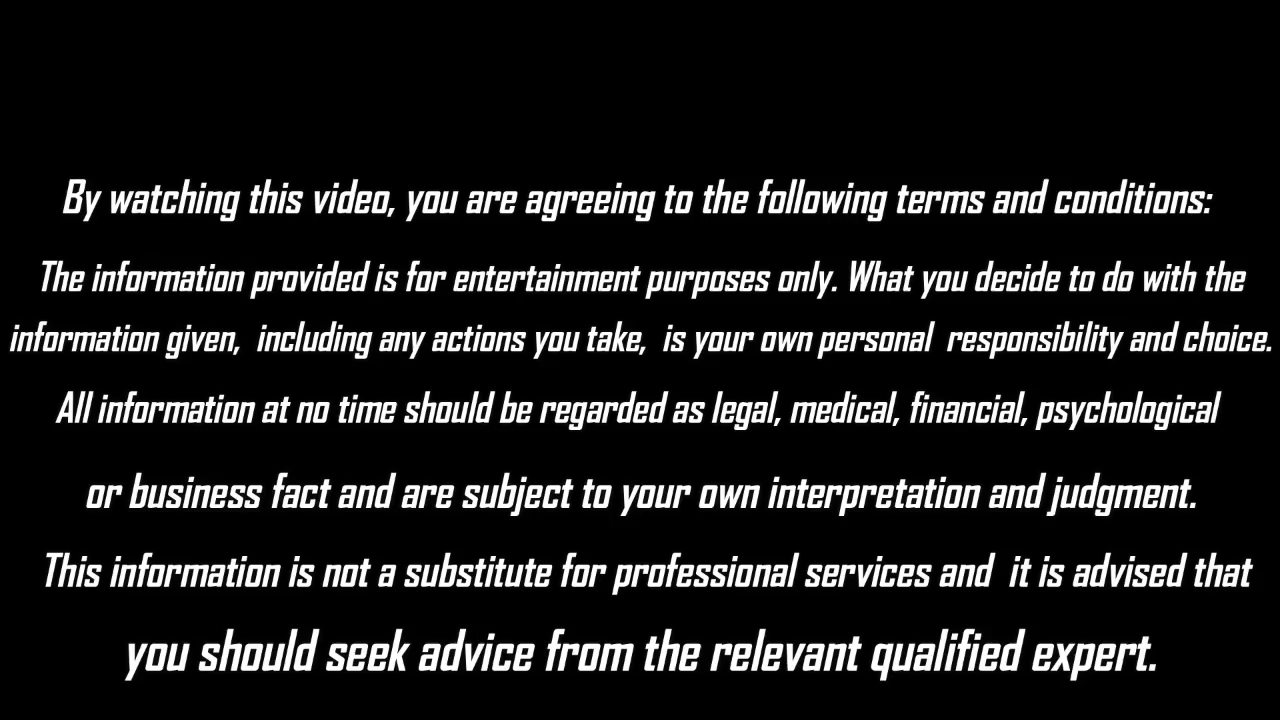 By watching this video, you are agreeing to the following terms and conditions:
The information provided is for entertainment purposes only. What you decide to do with the
information given, including any actions you take, is your own personal responsibility and choice.
All information at no time should be regarded as legal, medical, financial, psychological
or business fact and are subject to your own interpretation and judgment.
This information is not a substitute for professional services and it is advised that
you should seek advice from the relevant qualified expert.